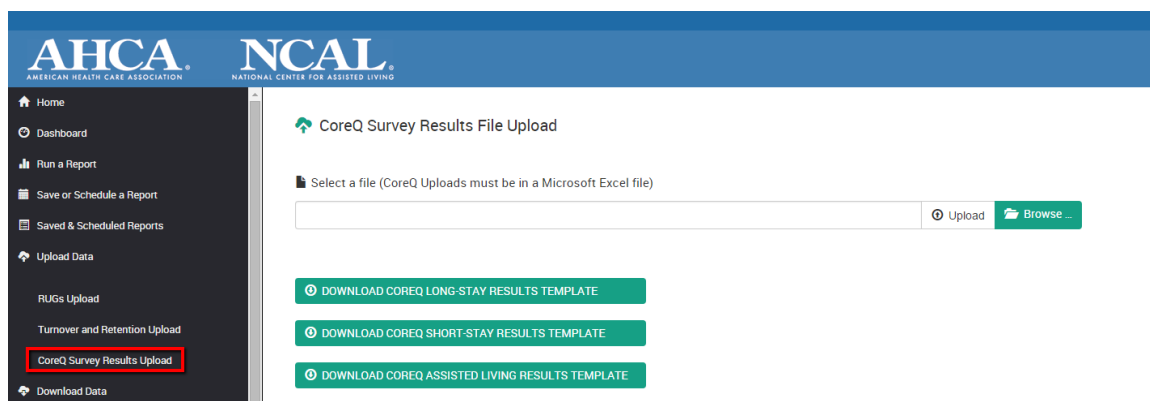 AHCA.
AMERICAN HEALTH CARE ASSOCIATION
NCAL.
NATIONAL CENTER FOR ASSISTED LIVING
Home
Dashboard
Run a Report
Save or Schedule a Report
Saved & Scheduled Reports
Upload Data
RUGs Upload
Turnover and Retention Upload
CoreQ Survey Results Upload
Download Data
CoreQ Survey Results File Upload
Select a file (CoreQ Uploads must be in a Microsoft Excel file)
Upload
Browse ...
DOWNLOAD COREQ LONG-STAY RESULTS TEMPLATE
DOWNLOAD COREQ SHORT-STAY RESULTS TEMPLATE
DOWNLOAD COREQ ASSISTED LIVING RESULTS TEMPLATE